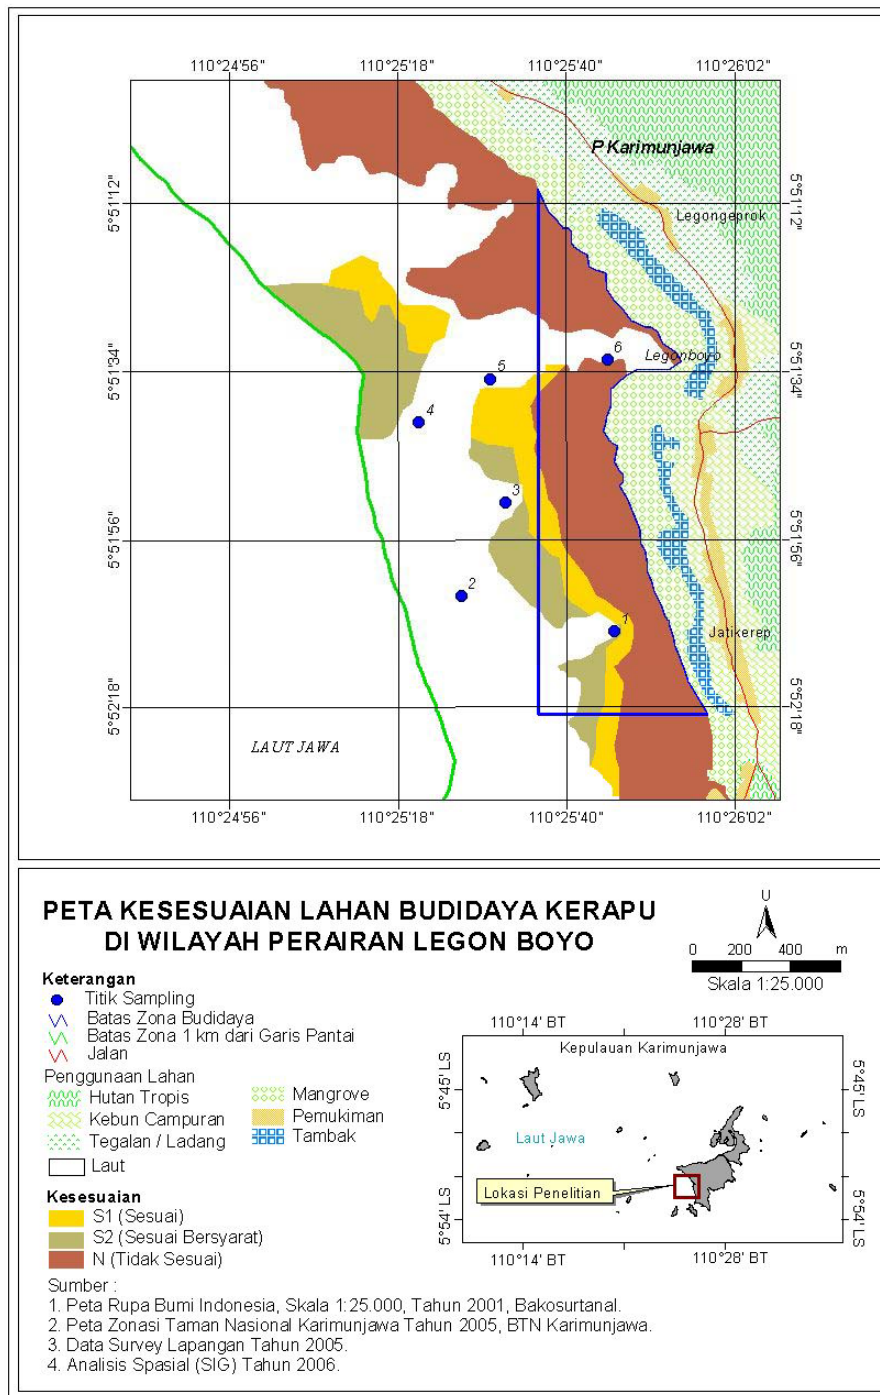 110°24'56" 110°25'18" 110°25'40" 110°26'02"
P Karimunjawa
5°51'12" 5°51'12"
Legongeprok
6
Legonboyo
5
5°51'34" 5°51'34"
4
3
5°51'56" 5°51'56"
2
1
Jatikerep
5°52'18" 5°52'18"
LAUT JAWA
110°24'56" 110°25'18" 110°25'40" 110°26'02"
PETA KESESUAIAN LAHAN BUDIDAYA KERAPU
DI WILAYAH PERAIRAN LEGON BOYO
U
0 200 400 m
Skala 1:25.000
Keterangan
Titik Sampling
Batas Zona Budidaya
Batas Zona 1 km dari Garis Pantai
Jalan
Penggunaan Lahan
Hutan Tropis
Kebun Campuran
Tegalan / Ladang
Laut
Mangrove
Pemukiman
Tambak
Kesesuaian
S1 (Sesuai)
S2 (Sesuai Bersyarat)
N (Tidak Sesuai)
110°14' BT 110°28' BT
Kepulauan Karimunjawa
5°45' LS 5°45' LS
Laut Jawa
Lokasi Penelitian
5°54' LS 5°54' LS
110°14' BT 110°28' BT
Sumber :
1. Peta Rupa Bumi Indonesia, Skala 1:25.000, Tahun 2001, Bakosurtanal.
2. Peta Zonasi Taman Nasional Karimunjawa Tahun 2005, BTN Karimunjawa.
3. Data Survey Lapangan Tahun 2005.
4. Analisis Spasial (SIG) Tahun 2006.